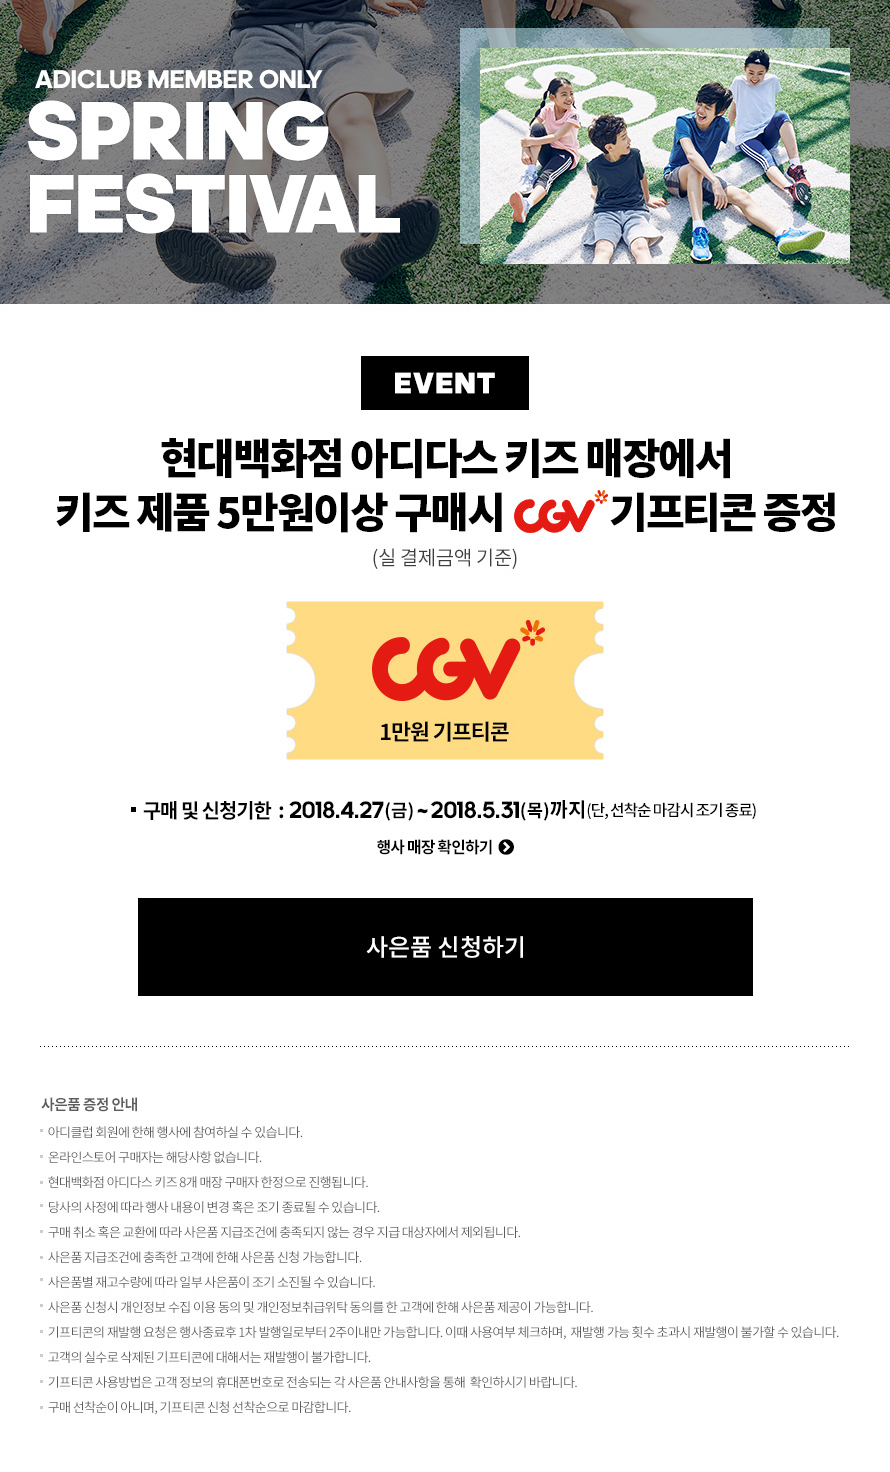 ADICLUB MEMBER ONLY
SPRING
FESTIVAL
EVENT
현대백화점 아디다스 키즈 매장에서
키즈 제품 5만원이상 구매시 CGV 기프티콘 증정
(실 결제금액 기준)
CGV
1만원 기프티콘
▪ 구매 및 신청기한 : 2018.4.27(금) ~ 2018.5.31(목)까지(단, 선착순 마감시 조기 종료)
행사 매장 확인하기
사은품 신청하기
사은품 증정 안내
▪ 아디클럽 회원에 한해 행사에 참여하실 수 있습니다.
▪ 온라인스토어 구매자는 해당사항 없습니다.
▪ 현대백화점 아디다스 키즈 8개 매장 구매자 한정으로 진행됩니다.
▪ 당사의 사정에 따라 행사 내용이 변경 혹은 조기 종료될 수 있습니다.
▪ 구매 취소 혹은 교환에 따라 사은품 지급조건에 충족되지 않는 경우 지급 대상자에서 제외됩니다.
▪ 사은품 지급조건에 충족한 고객에 한해 사은품 신청 가능합니다.
▪ 사은품별 재고수량에 따라 일부 사은품이 조기 소진될 수 있습니다.
▪ 사은품 신청시 개인정보 수집 이용 동의 및 개인정보취급위탁 동의를 한 고객에 한해 사은품 제공이 가능합니다.
▪ 기프티콘의 재발행 요청은 행사종료후 1차 발행일로부터 2주이내만 가능합니다. 이때 사용여부 체크하며, 재발행 가능 횟수 초과시 재발행이 불가할 수 있습니다.
▪ 고객의 실수로 삭제된 기프티콘에 대해서는 재발행이 불가합니다.
▪ 기프티콘 사용방법은 고객 정보의 휴대폰번호로 전송되는 각 사은품 안내사항을 통해 확인하시기 바랍니다.
▪ 구매 선착순이 아니며, 기프티콘 신청 선착순으로 마감합니다.